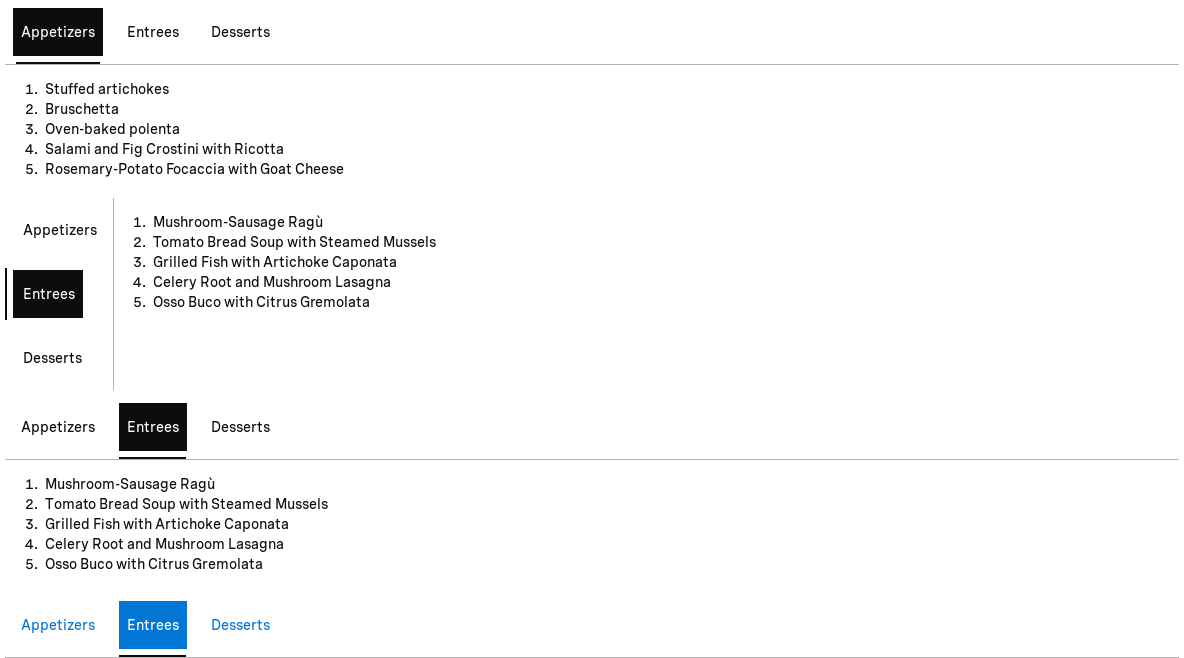 Appetizers Entrees Desserts
1. Stuffed artichokes
2. Bruschetta
3. Oven-baked polenta
4. Salami and Fig Crostini with Ricotta
5. Rosemary-Potato Focaccia with Goat Cheese
Appetizers
Entrees
Desserts
1. Mushroom-Sausage Ragù
2. Tomato Bread Soup with Steamed Mussels
3. Grilled Fish with Artichoke Caponata
4. Celery Root and Mushroom Lasagna
5. Osso Buco with Citrus Gremolata
Appetizers Entrees Desserts
1. Mushroom-Sausage Ragù
2. Tomato Bread Soup with Steamed Mussels
3. Grilled Fish with Artichoke Caponata
4. Celery Root and Mushroom Lasagna
5. Osso Buco with Citrus Gremolata
Appetizers Entrees Desserts